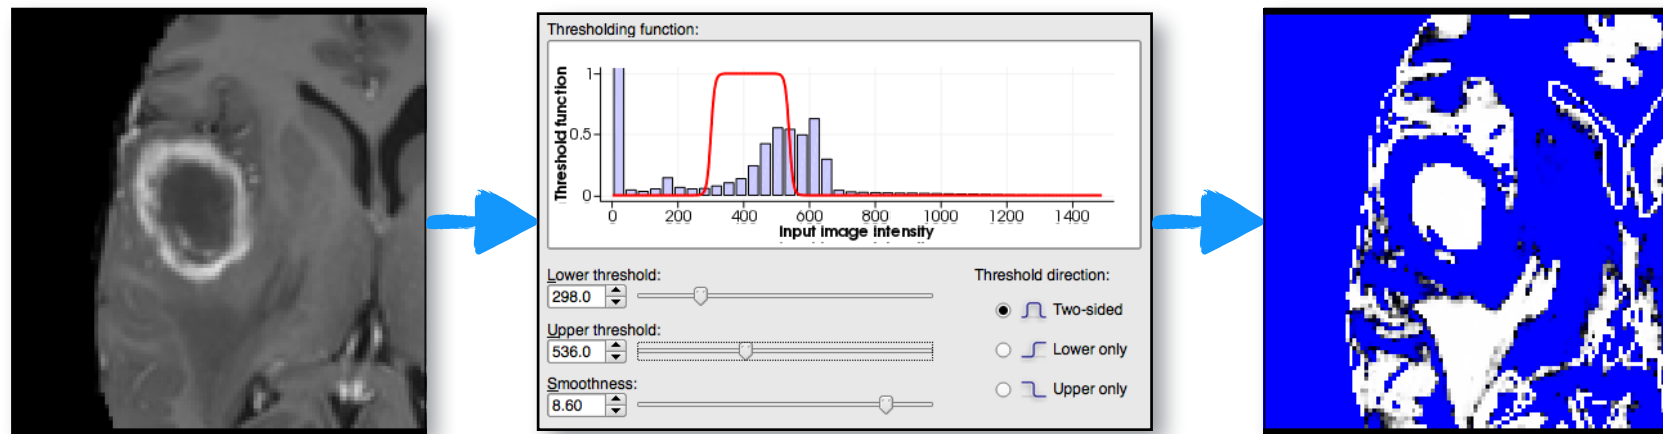 Thresholding function:
Threshold function
1
0.5
0
0 200 400 600 800 1000 1200 1400
Input image intensity
Lower threshold:
298.0
Upper threshold:
536.0
Smoothness:
8.60
Threshold direction:
Two-sided
Lower only
Upper only